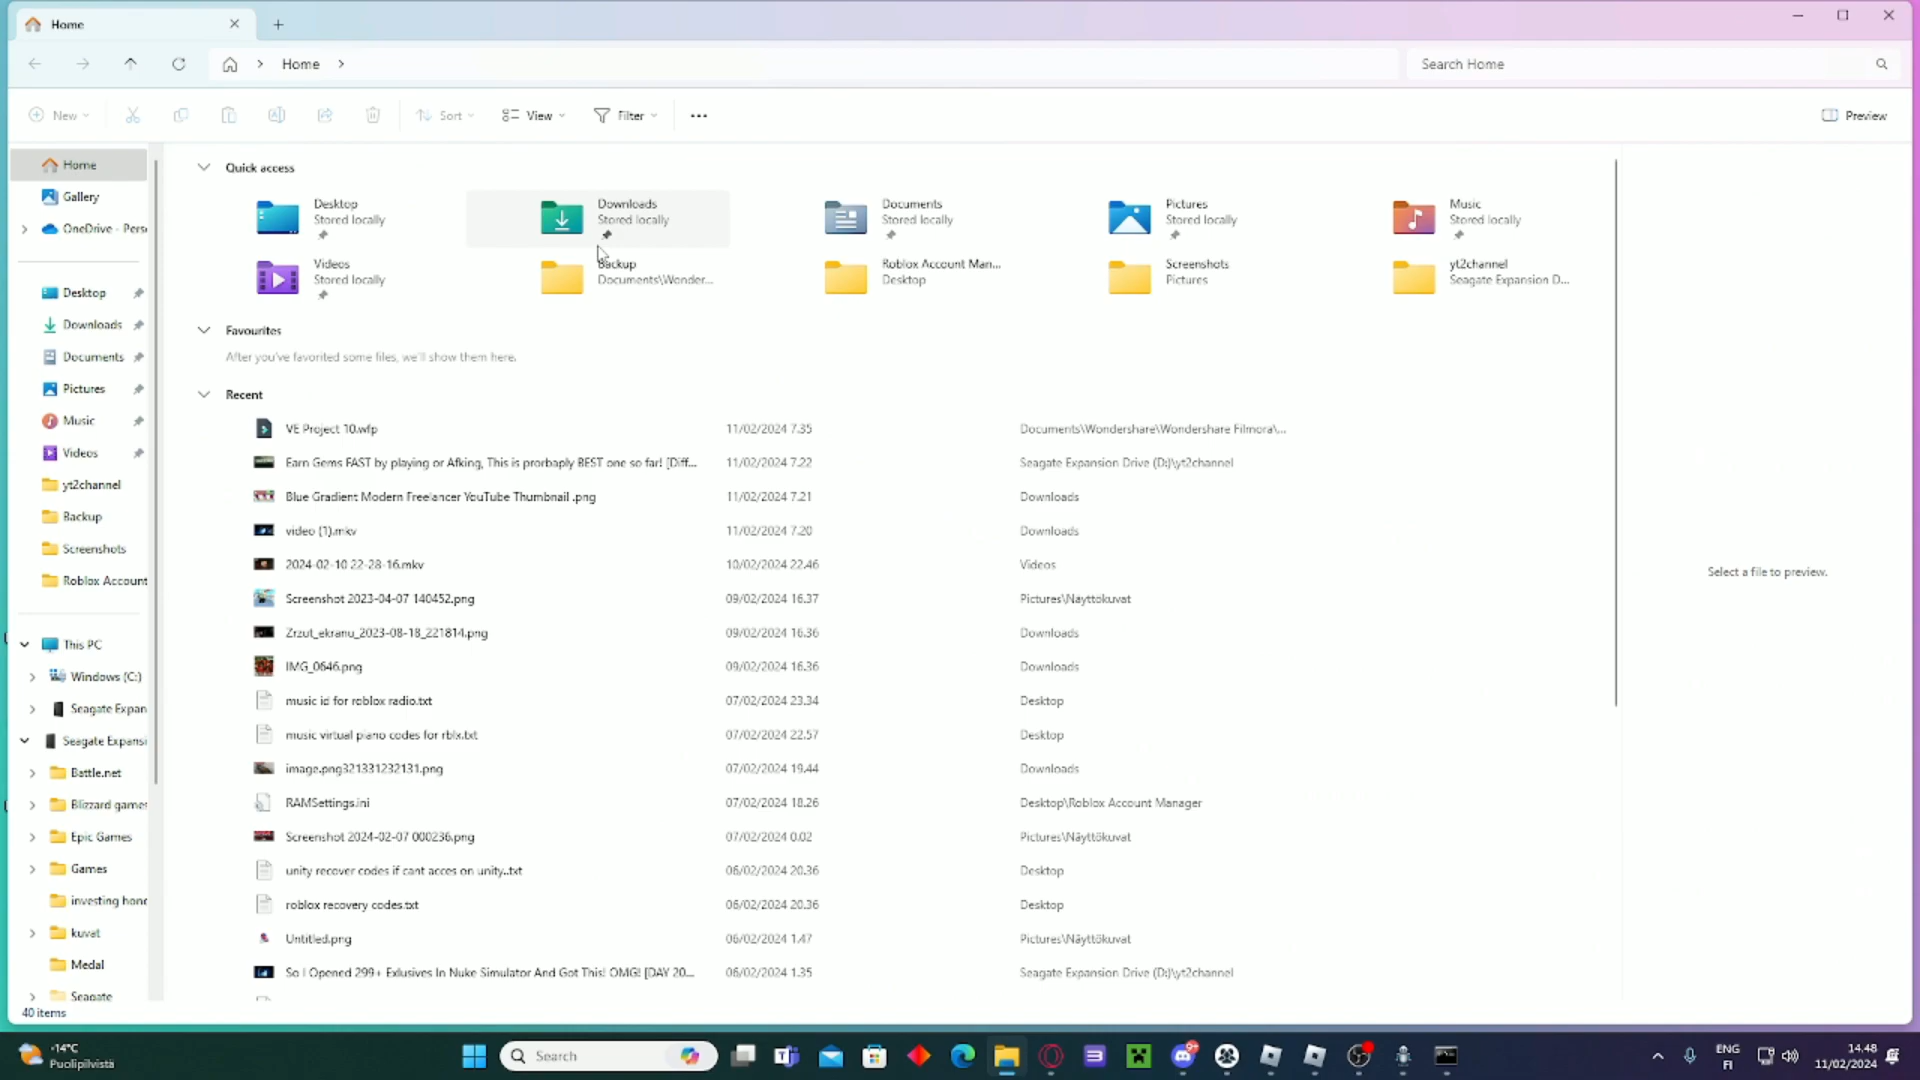 Home
Home
Search Home
New
Sort
View
Filter
Preview
Home
Gallery
OneDrive - Pers
Desktop
Downloads
Documents
Pictures
Music
Videos
yt2channel
Backup
Screenshots
Roblox Account
This PC
Windows (C:)
Seagate Expan
Seagate Expansi
Battle.net
Blizzard games
Epic Games
Games
investing hone
kuvat
Medal
Seagate
40 items
Quick access
Desktop
Stored locally
Downloads
Stored locally
Documents
Stored locally
Pictures
Stored locally
Music
Stored locally
Videos
Stored locally
Backup
Documents\Wonder...
Roblox Account Man...
Desktop
Screenshots
Pictures
yt2channel
Seagate Expansion D...
Favourites
After you've favorited some files, we'll show them here.
Recent
VE Project 10.wfp 11/02/2024 7.35 Documents\Wondershare\Wondershare Filmora\...
Earn Gems FAST by playing or Afking, This is prorbaply BEST one so far! [Diff... 11/02/2024 7.22 Seagate Expansion Drive (D:)\yt2channel
Blue Gradient Modern Freelancer YouTube Thumbnail .png 11/02/2024 7.21 Downloads
video (1).mkv 11/02/2024 7.20 Downloads
2024-02-10 22-28-16.mkv 10/02/2024 22.46 Videos
Screenshot 2023-04-07 140452.png 09/02/2024 16.37 Pictures\Näyttökuvat
Zrzut_ekranu_2023-08-18_221814.png 09/02/2024 16.36 Downloads
IMG_0646.png 09/02/2024 16.36 Downloads
music id for roblox radio.txt 07/02/2024 23.34 Desktop
music virtual piano codes for rblx.txt 07/02/2024 22.57 Desktop
image.png321331232131.png 07/02/2024 19.44 Downloads
RAMSettings.ini 07/02/2024 18.26 Desktop\Roblox Account Manager
Screenshot 2024-02-07 000236.png 07/02/2024 0.02 Pictures\Näyttökuvat
unity recover codes if cant acces on unity..txt 06/02/2024 20.36 Desktop
roblox recovery codes.txt 06/02/2024 20.36 Desktop
Untitled.png 06/02/2024 1.47 Pictures\Näyttökuvat
So I Opened 299+ Exlusives In Nuke Simulator And Got This! OMG! [DAY 20... 06/02/2024 1.35 Seagate Expansion Drive (D:)\yt2channel
Select a file to preview.
-14°C
Puolipilvistä
Search
9+
ENG
FI
14.48
11/02/2024